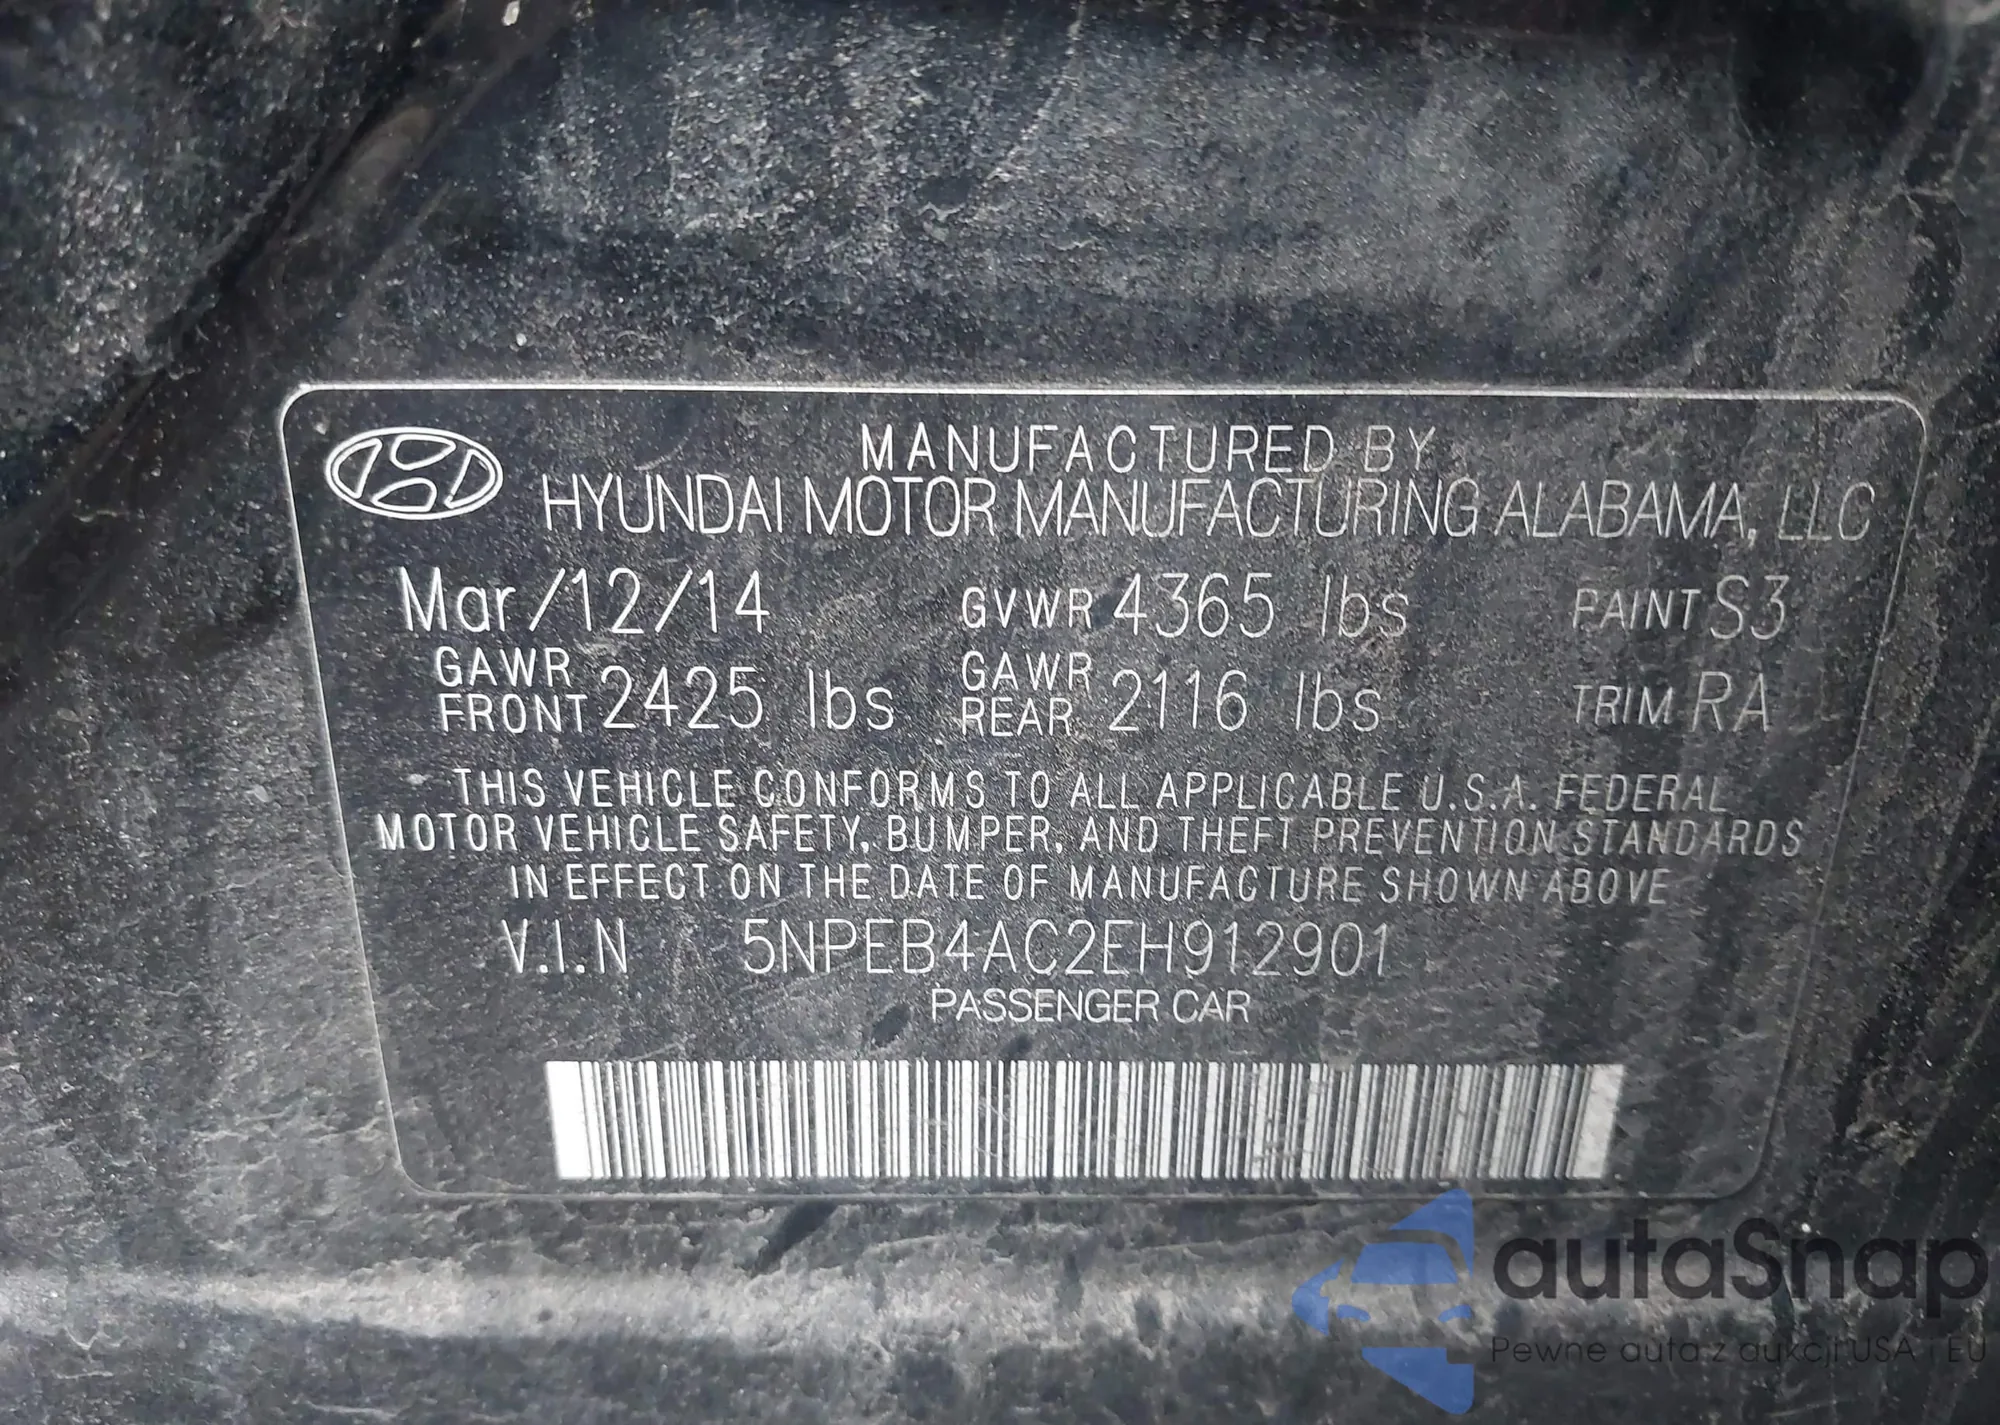 MANUFACTURED BY
HYUNDAI MOTOR MANUFACTURING ALABAMA, LLC
Mar/12/14 GVWR 4365 lbs PAINT S3
GAWR FRONT 2425 lbs GAWR REAR 2116 lbs TRIM RA
THIS VEHICLE CONFORMS TO ALL APPLICABLE U.S.A. FEDERAL
MOTOR VEHICLE SAFETY, BUMPER, AND THEFT PREVENTION STANDARDS
IN EFFECT ON THE DATE OF MANUFACTURE SHOWN ABOVE
V.I.N 5NPEB4AC2EH912901
PASSENGER CAR
autaSnap
Pewne auta z aukcji USA i EU